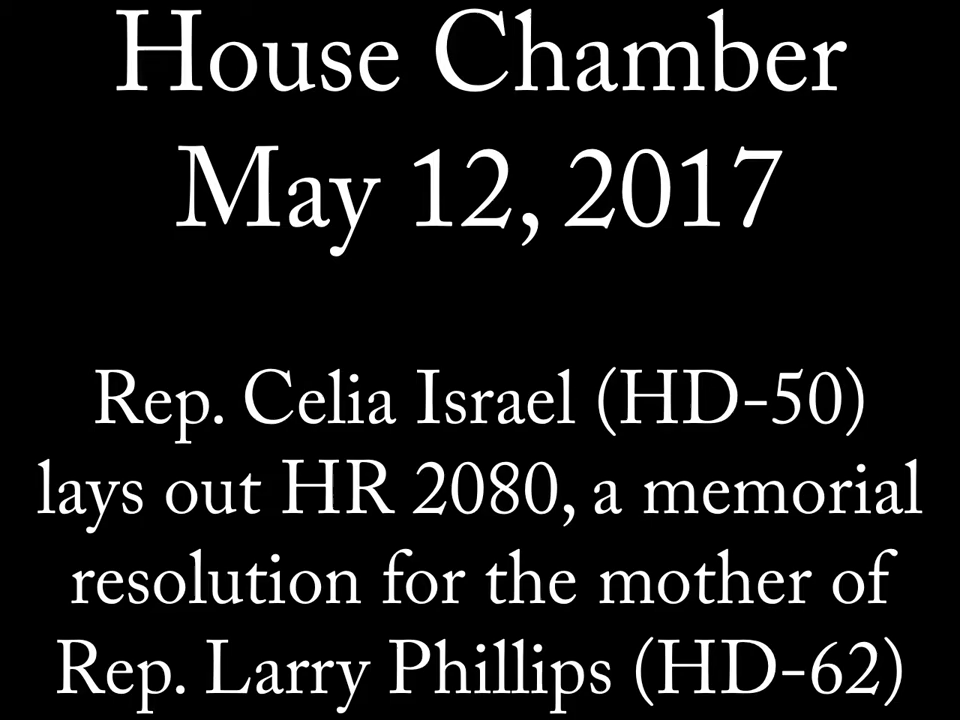 House Chamber
May 12, 2017
Rep. Celia Israel (HD-50)
lays out HR 2080, a memorial
resolution for the mother of
Rep. Larry Phillips (HD-62)